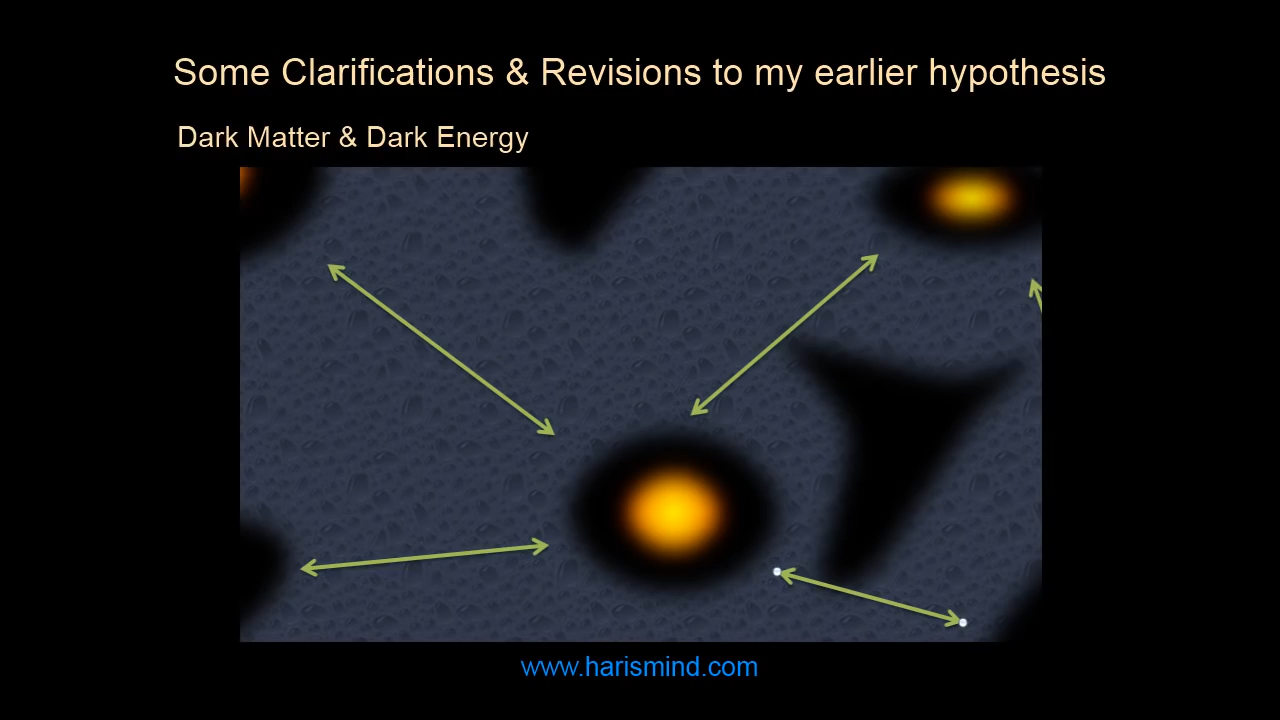 Some Clarifications & Revisions to my earlier hypothesis
Dark Matter & Dark Energy
www.harismind.com